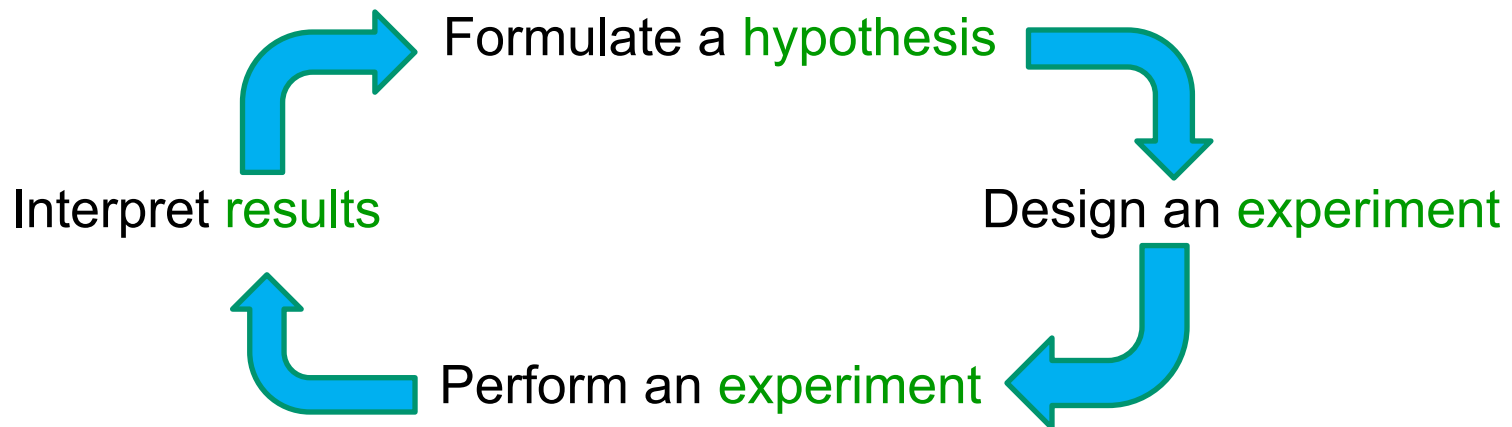 Formulate a hypothesis
Interpret results
Design an experiment
Perform an experiment